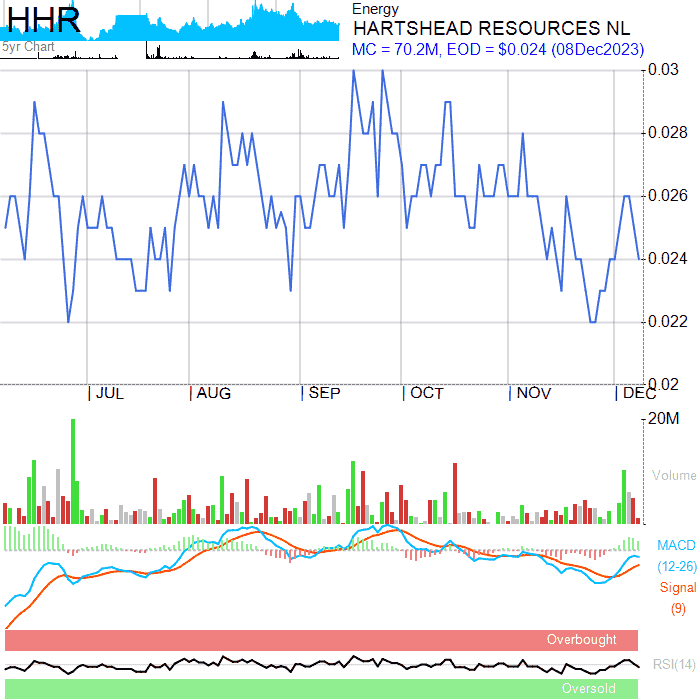 HHR
Energy
HARTSHEAD RESOURCES NL
5yr Chart
MC = 70.2M, EOD = $0.024 (08Dec2023)
0.03
0.028
0.026
0.024
0.022
0.02
JUL AUG SEP OCT NOV DEC
20M
Volume
MACD
(12-26)
Signal
(9)
Overbought
RSI(14)
Oversold